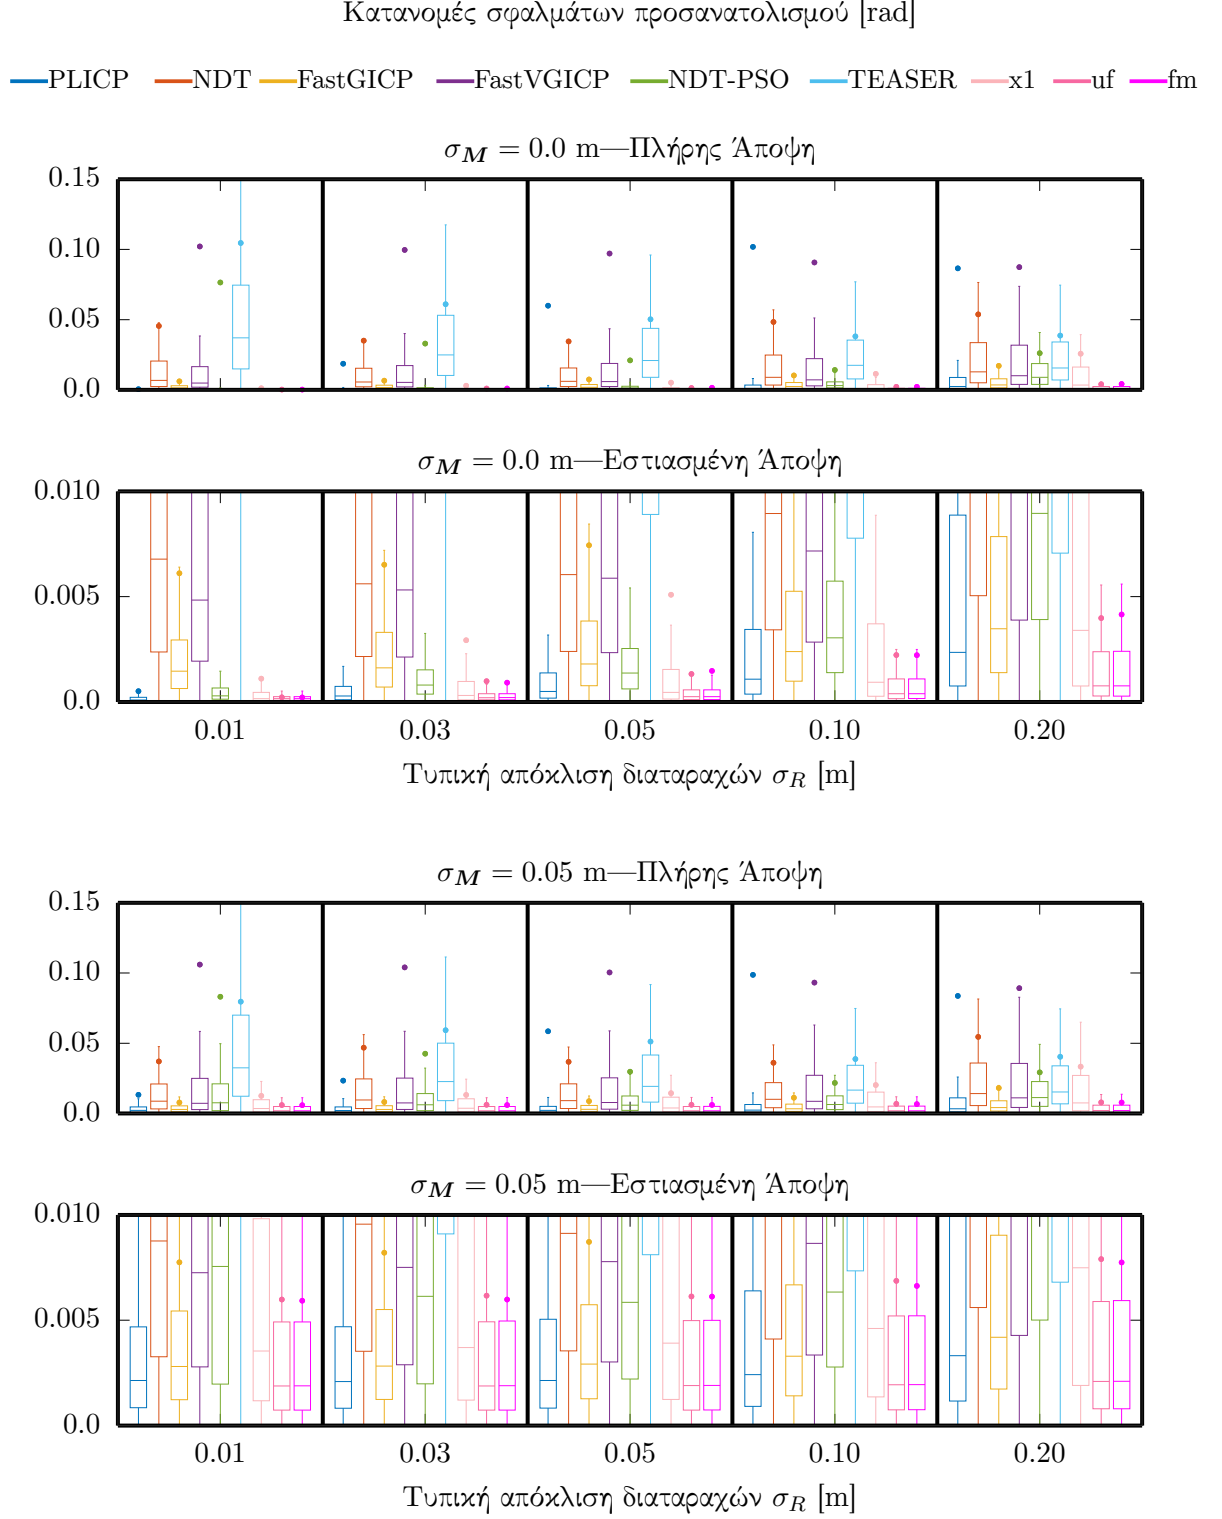 Κατανομές σφαλμάτων προσανατολισμού [rad]
PLICP NDT FastGICP FastVGICP NDT-PSO TEASER x1 uf fm
σ_M = 0.0 m—Πλήρης Άποψη
0.15
0.10
0.05
0.0
σ_M = 0.0 m—Εστιασμένη Άποψη
0.010
0.005
0.0
0.01 0.03 0.05 0.10 0.20
Τυπική απόκλιση διαταραχών σ_R [m]
σ_M = 0.05 m—Πλήρης Άποψη
0.15
0.10
0.05
0.0
σ_M = 0.05 m—Εστιασμένη Άποψη
0.010
0.005
0.0
0.01 0.03 0.05 0.10 0.20
Τυπική απόκλιση διαταραχών σ_R [m]